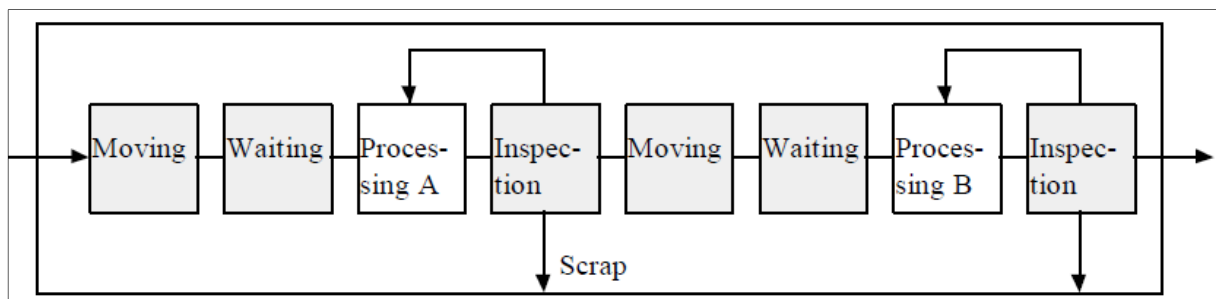 Moving
Waiting
Proces-
sing A
Inspec-
tion
Moving
Waiting
Proces-
sing B
Inspec-
tion
Scrap